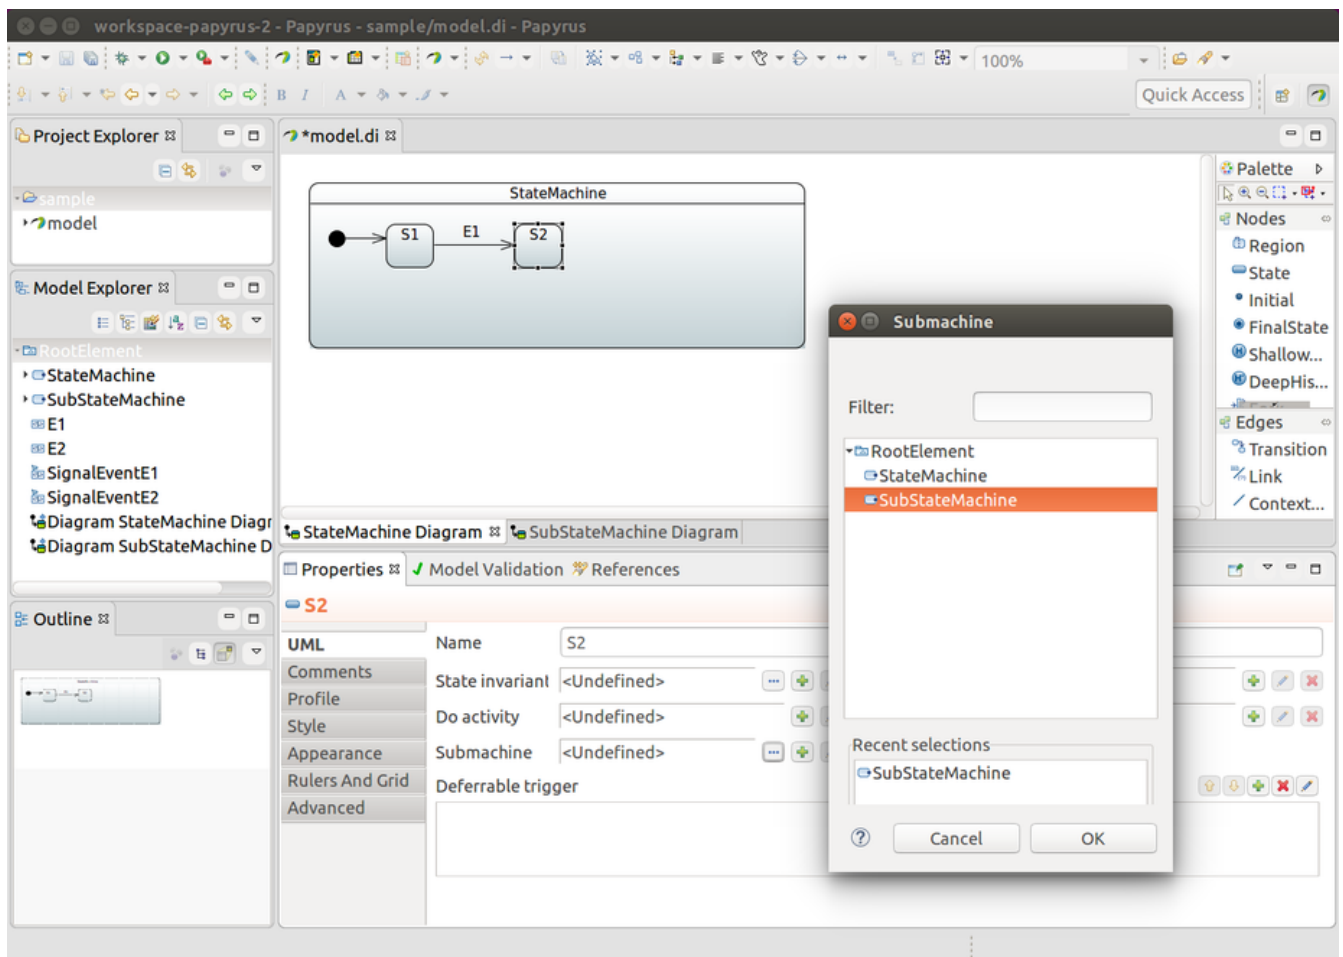 workspace-papyrus-2 - Papyrus - sample/model.di - Papyrus
100%
B I A
Quick Access
Project Explorer
*model.di
sample
model
StateMachine
S1
E1
S2
Palette
Nodes
Region
State
Initial
FinalState
Shallow...
DeepHis...
Edges
Transition
Link
Context...
Model Explorer
RootElement
StateMachine
SubStateMachine
E1
E2
SignalEventE1
SignalEventE2
Diagram StateMachine Diagr
Diagram SubStateMachine D
StateMachine Diagram
SubStateMachine Diagram
Submachine
Filter:
RootElement
StateMachine
SubStateMachine
Recent selections
SubStateMachine
Cancel
OK
Outline
Properties
Model Validation
References
S2
UML
Comments
Profile
Style
Appearance
Rulers And Grid
Advanced
Name
S2
State invariant
<Undefined>
Do activity
<Undefined>
Submachine
<Undefined>
Deferrable trigger